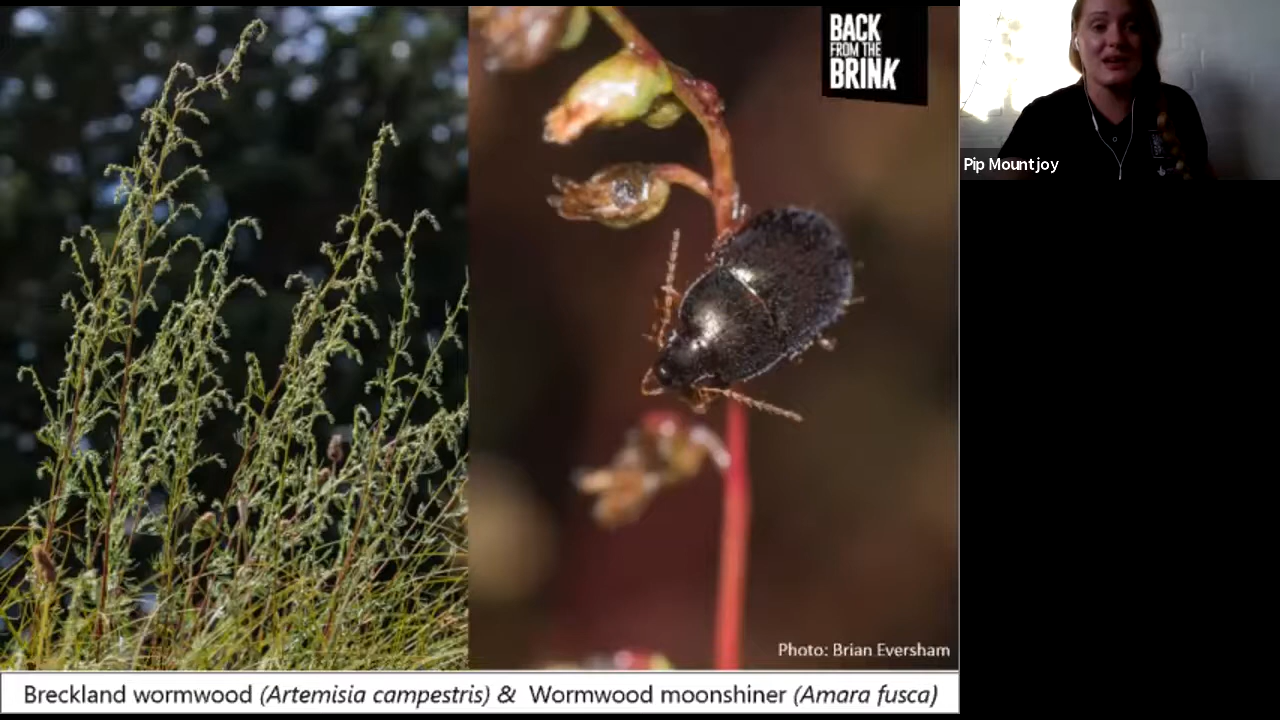 BACK
FROM THE
BRINK
Pip Mountjoy
Photo: Brian Eversham
Breckland wormwood (Artemisia campestris) & Wormwood moonshiner (Amara fusca)